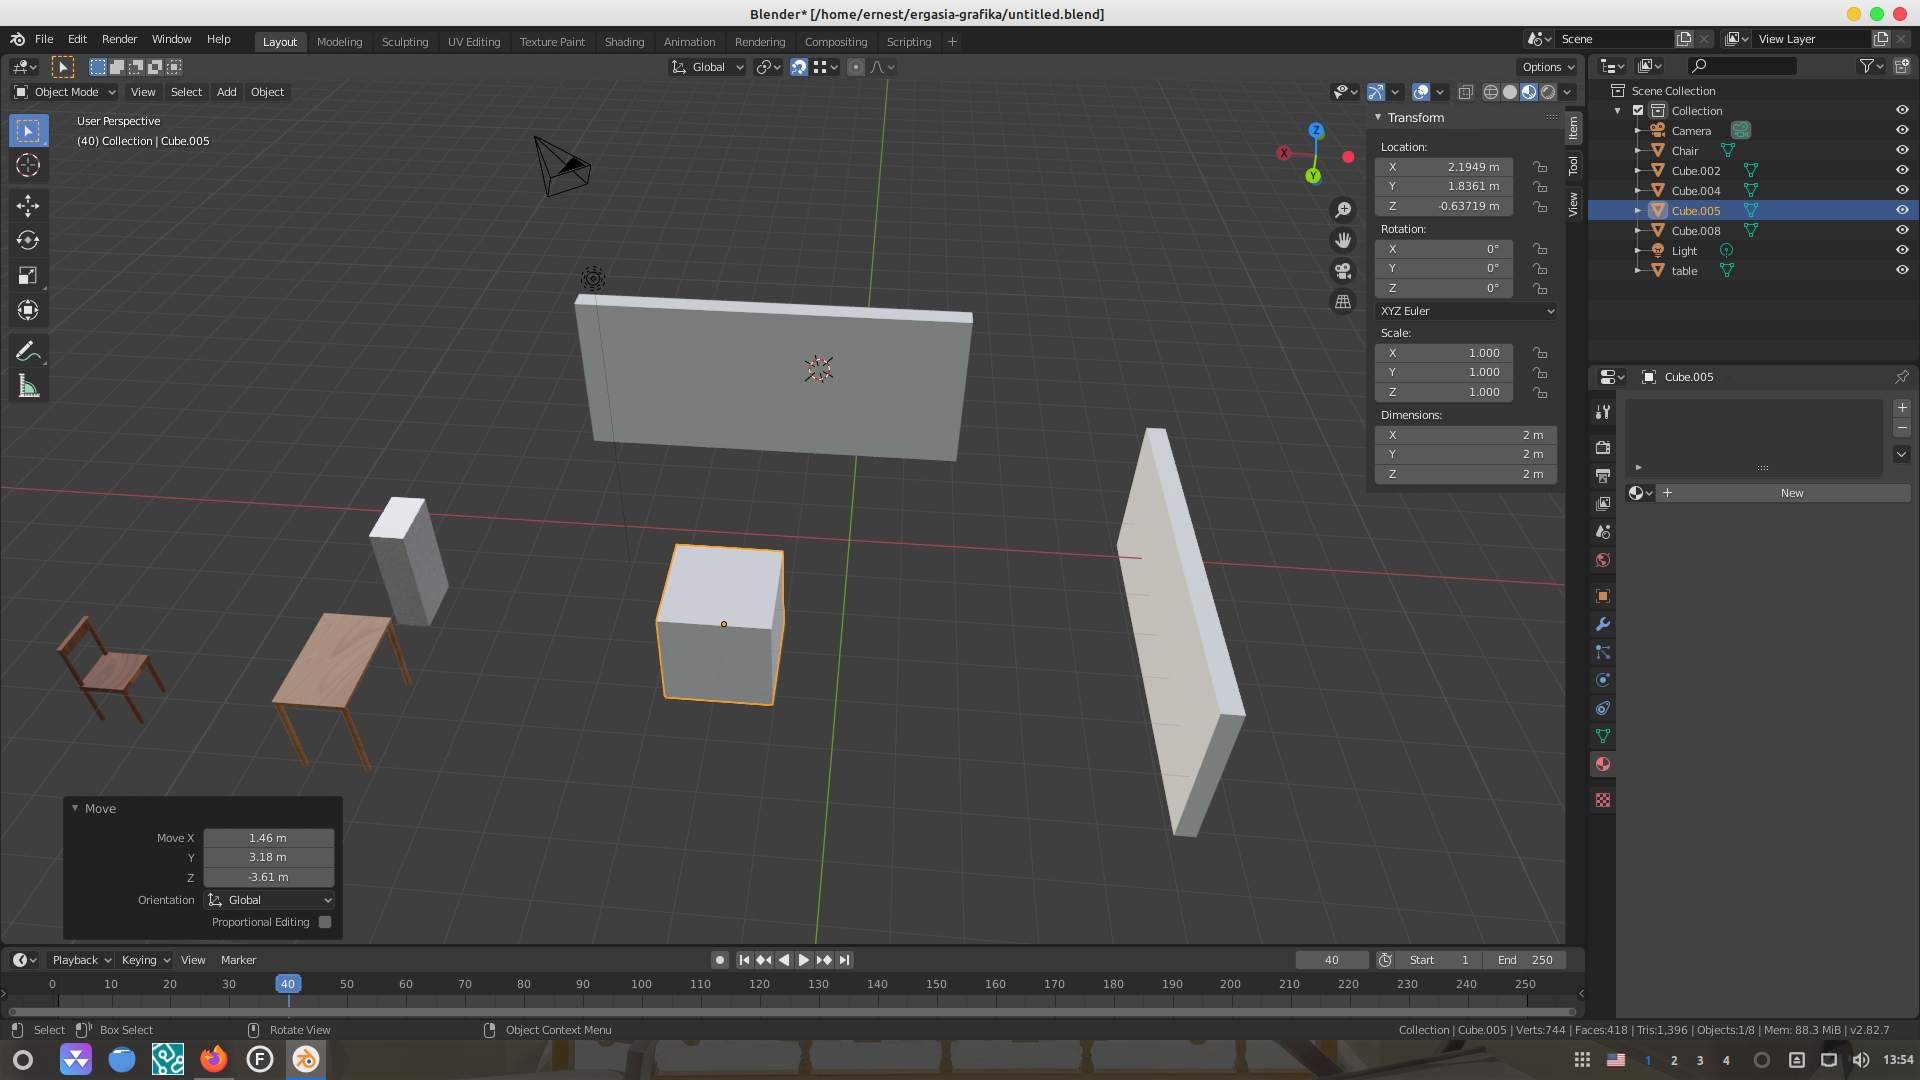 Blender* [/home/ernest/ergasia-grafika/untitled.blend]
File Edit Render Window Help Layout Modeling Sculpting UV Editing Texture Paint Shading Animation Rendering Compositing Scripting + Scene View Layer
Global Options
Object Mode View Select Add Object
User Perspective
(40) Collection | Cube.005
Z
X
Y
Transform
Location:
X 2.1949 m
Y 1.8361 m
Z -0.63719 m
Rotation:
X 0°
Y 0°
Z 0°
XYZ Euler
Scale:
X 1.000
Y 1.000
Z 1.000
Dimensions:
X 2 m
Y 2 m
Z 2 m
Item
Tool
View
Scene Collection
Collection
Camera
Chair
Cube.002
Cube.004
Cube.005
Cube.008
Light
table
Cube.005
+ New
Move
Move X 1.46 m
Y 3.18 m
Z -3.61 m
Orientation Global
Proportional Editing
Playback Keying View Marker 40 Start 1 End 250
0 10 20 30 40 50 60 70 80 90 100 110 120 130 140 150 160 170 180 190 200 210 220 230 240 250
Select Box Select Rotate View Object Context Menu Collection | Cube.005 | Verts:744 | Faces:418 | Tris:1,396 | Objects:1/8 | Mem: 88.3 MiB | v2.82.7
F 1 2 3 4 13:54